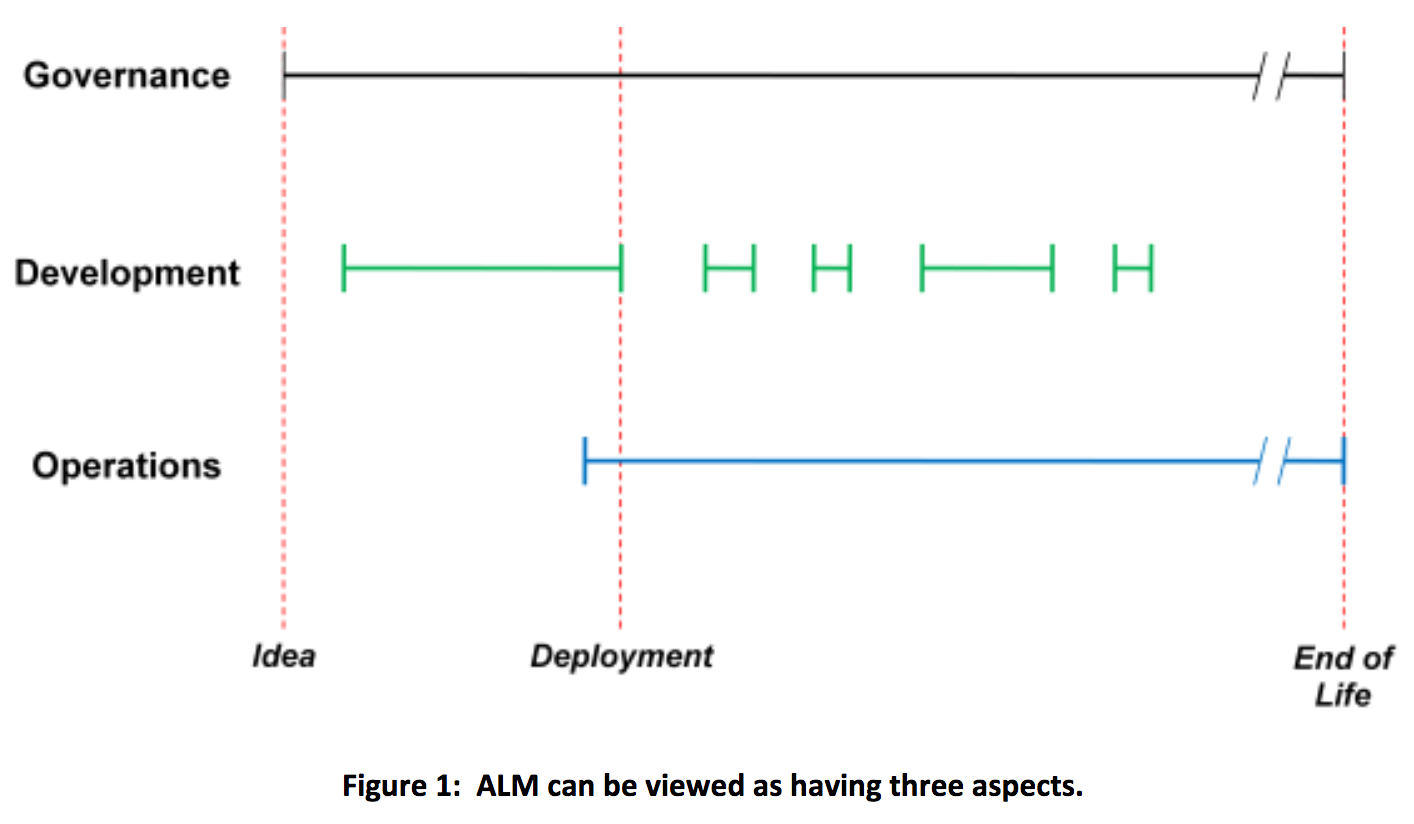 Governance
Development
Operations
Idea
Deployment
End of
Life
Figure 1:  ALM can be viewed as having three aspects.